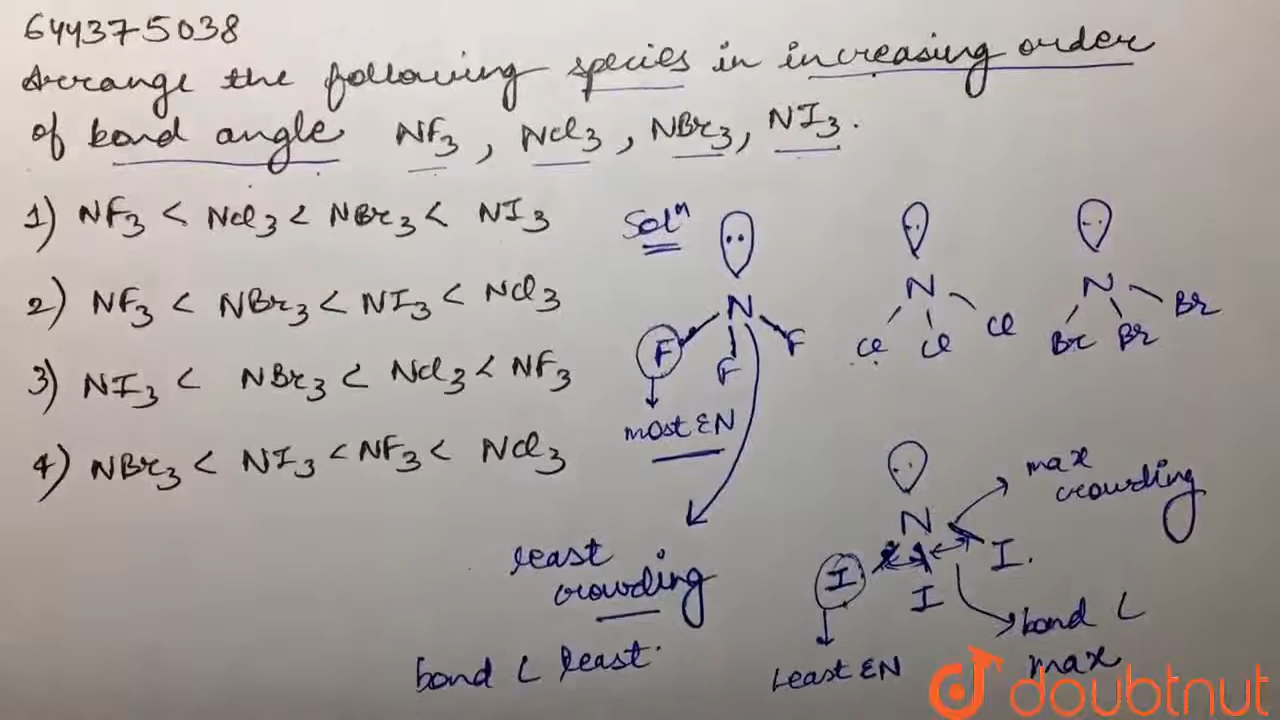 644375038
Arrange the following species in increasing order
of bond angle NF3, NCl3, NBr3, NI3.
1) NF3 < NCl3 < NBr3 < NI3
2) NF3 < NBr3 < NI3 < NCl3
3) NI3 < NBr3 < NCl3 < NF3
4) NBr3 < NI3 < NF3 < NCl3
Solⁿ
N
F F F
most EN
least
crowding
bond ∠ least
N
Cl Cl Cl
N
Br Br Br
N
I I I.
max
crowding
bond ∠
max
Least EN
doubtnut